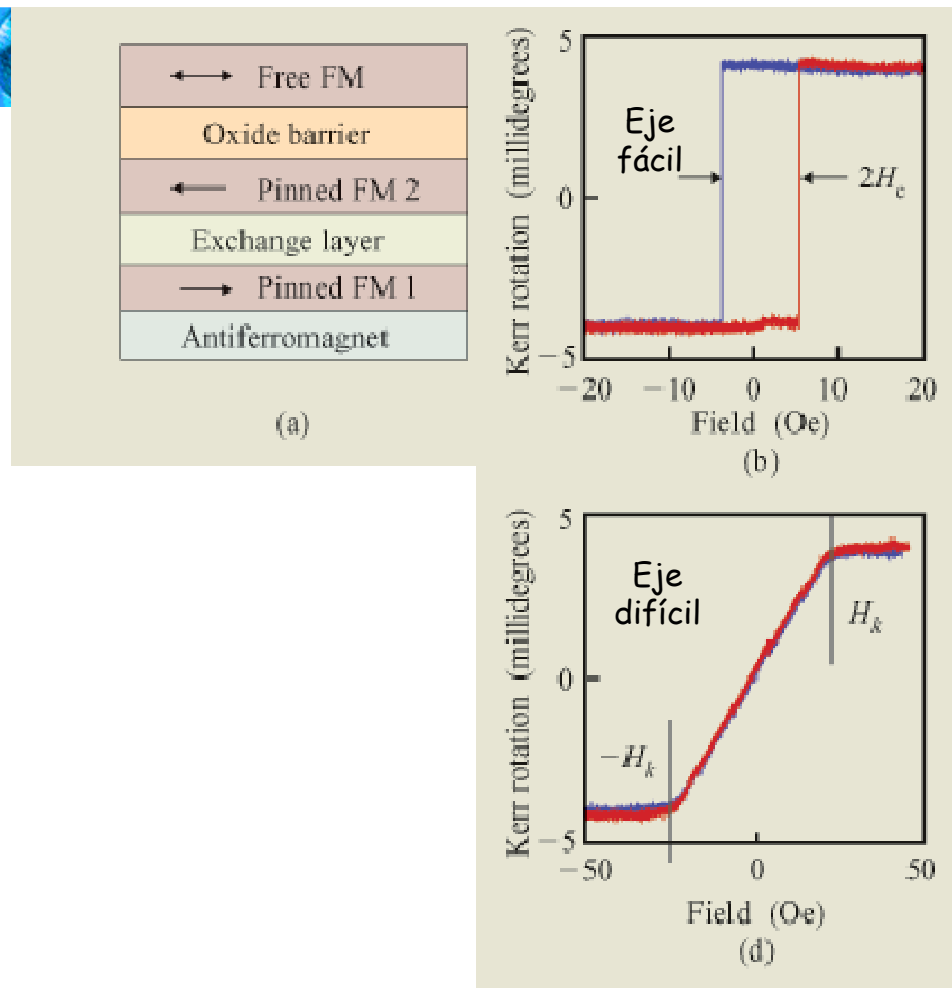 Free FM
Oxide barrier
Pinned FM 2
Exchange layer
Pinned FM 1
Antiferromagnet
(a)
Kerr rotation (millidegrees)
5
0
−5
Eje
fácil
2Hc
−20 −10 0 10 20
Field (Oe)
(b)
Kerr rotation (millidegrees)
5
0
−5
Eje
difícil
Hk
−Hk
−50 0 50
Field (Oe)
(d)